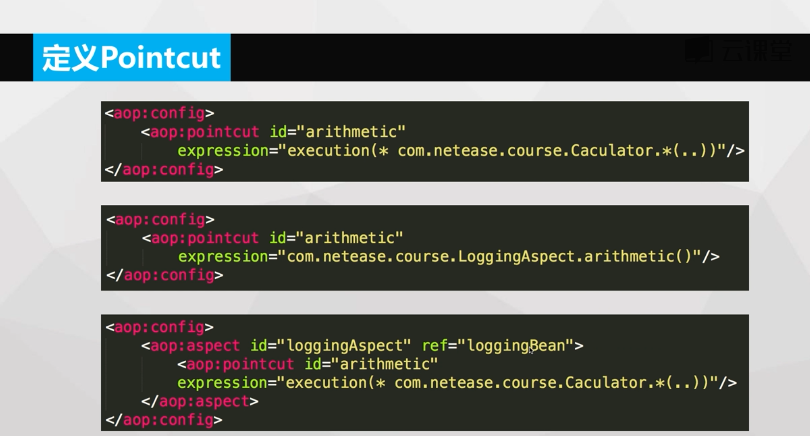 定义Pointcut
云课堂
<aop:config>
<aop:pointcut id="arithmetic"
expression="execution(* com.netease.course.Caculator.*(..))"/>
</aop:config>
<aop:config>
<aop:pointcut id="arithmetic"
expression="com.netease.course.LoggingAspect.arithmetic()"/>
</aop:config>
<aop:config>
<aop:aspect id="loggingAspect" ref="loggingBean">
<aop:pointcut id="arithmetic"
expression="execution(* com.netease.course.Caculator.*(..))"/>
</aop:aspect>
</aop:config>